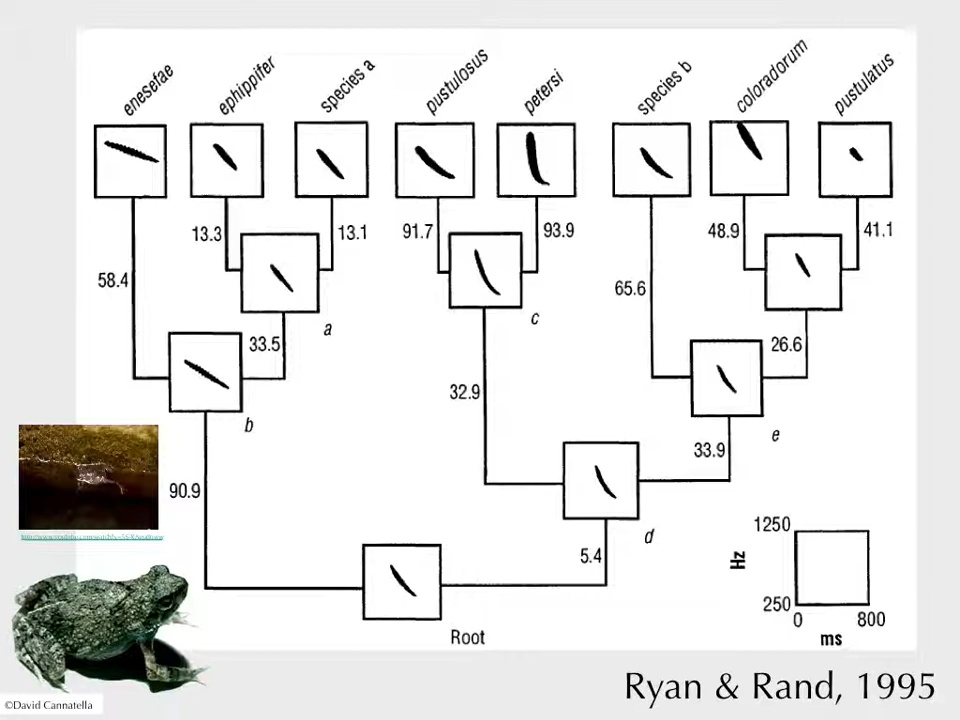 enesefae
ephippifer
species a
pustulosus
petersi
species b
coloradorum
pustulatus
13.3
13.1
91.7
93.9
48.9
41.1
58.4
65.6
a
c
33.5
26.6
32.9
b
e
33.9
90.9
d
5.4
1250
Hz
250
0
800
ms
Root
Ryan & Rand, 1995
©David Cannatella